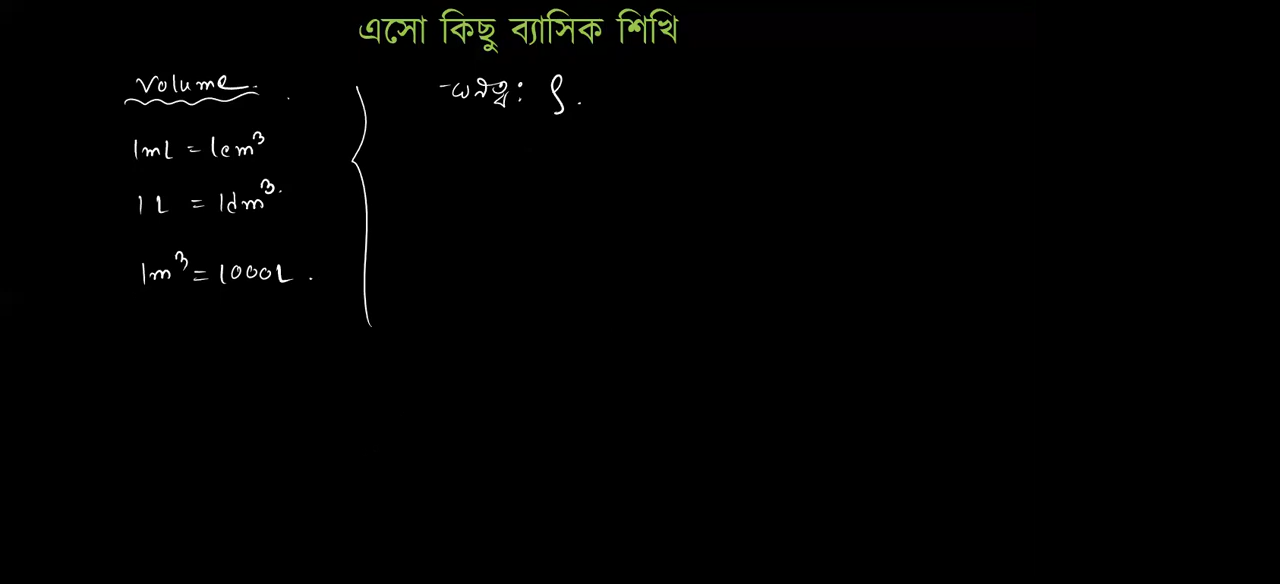 এসো কিছু ব্যাসিক শিখি
Volume.
1mL = 1cm³
1L = 1dm³.
1m³ = 1000L.
ঘনত্ব: ρ.